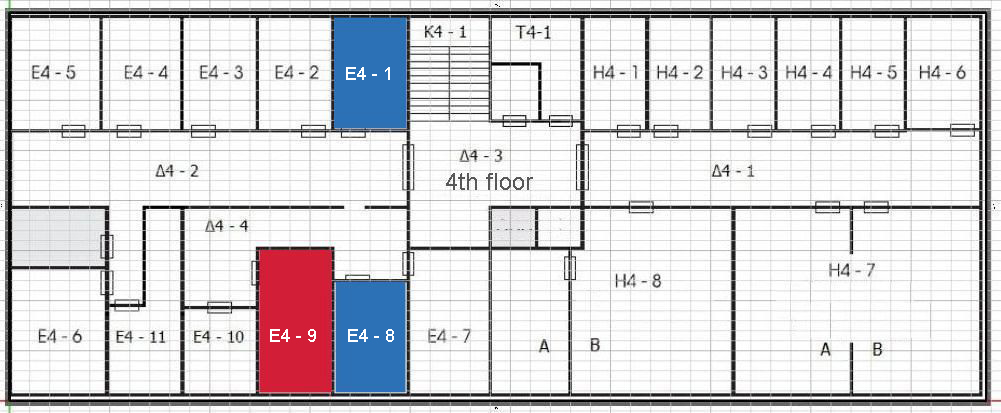 K4 - 1
T4-1
E4 - 5
E4 - 4
E4 - 3
E4 - 2
E4 - 1
H4 - 1
H4 - 2
H4 - 3
H4 - 4
H4 - 5
H4 - 6
Δ4 - 2
Δ4 - 3
4th floor
Δ4 - 1
Δ4 - 4
E4 - 6
E4 - 11
E4 - 10
E4 - 9
E4 - 8
E4 - 7
A
B
H4 - 8
H4 - 7
A
B